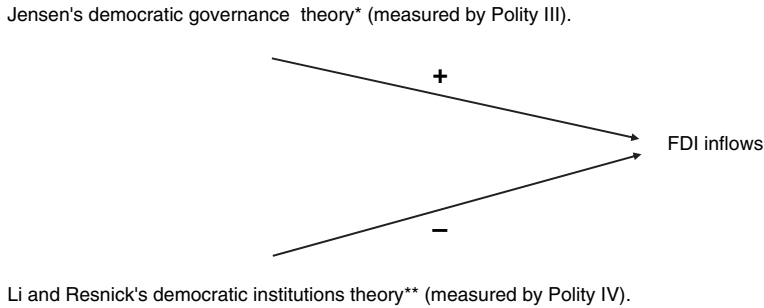 Jensen's democratic governance  theory* (measured by Polity III).
+
FDI inflows
–
Li and Resnick's democratic institutions theory** (measured by Polity IV).